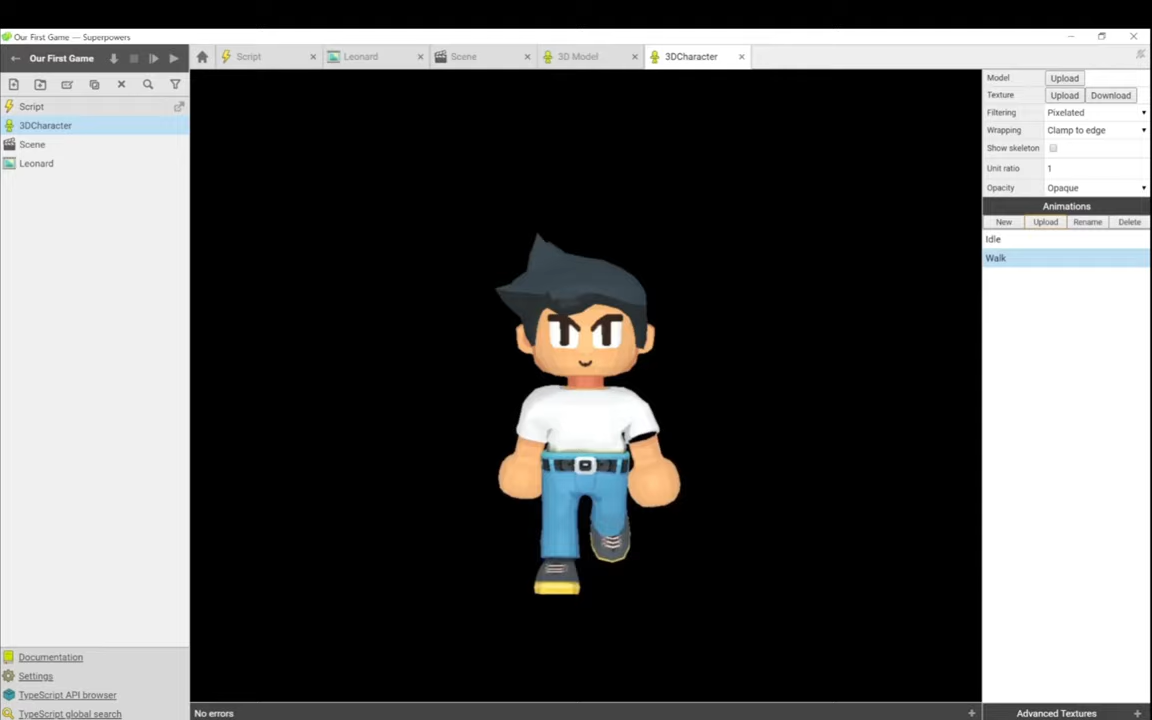 Our First Game — Superpowers
Our First Game
Script
Leonard
Scene
3D Model
3DCharacter
Script
3DCharacter
Scene
Leonard
Documentation
Settings
TypeScript API browser
TypeScript global search
No errors
Model Upload
Texture Upload Download
Filtering Pixelated
Wrapping Clamp to edge
Show skeleton
Unit ratio 1
Opacity Opaque
Animations
New Upload Rename Delete
Idle
Walk
Advanced Textures